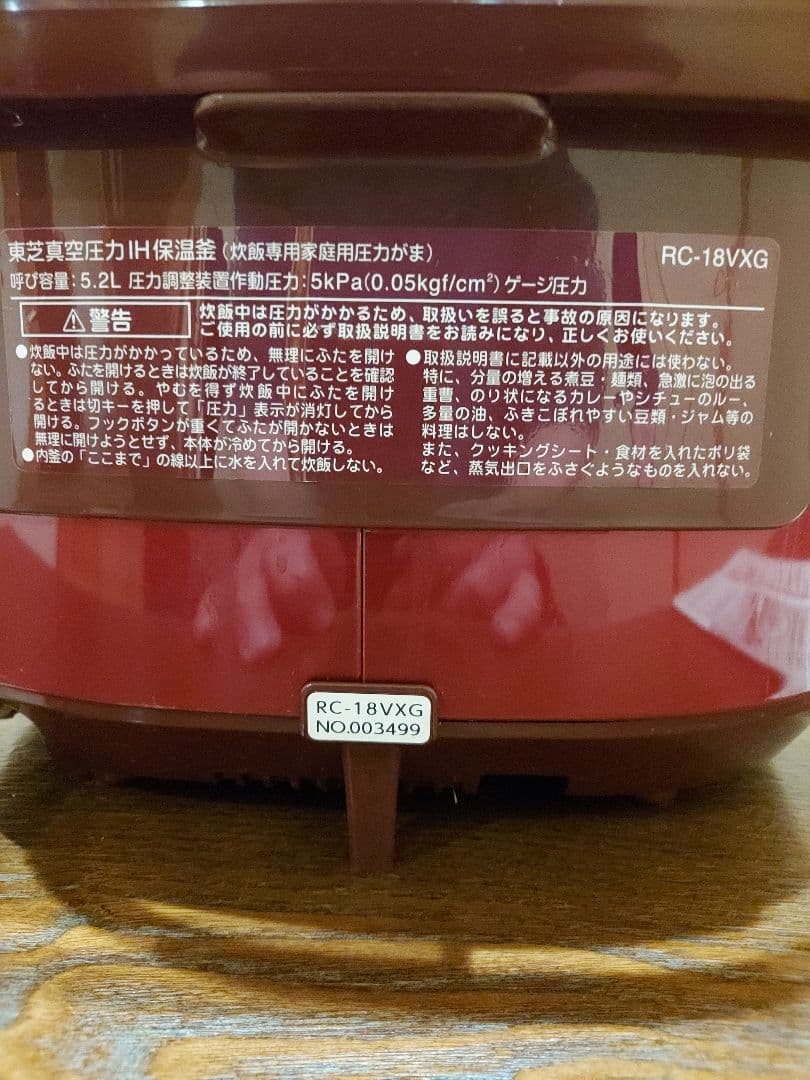 東芝真空圧力IH保温釜(炊飯専用家庭用圧力がま) RC-18VXG
呼び容量:5.2L 圧力調整装置作動圧力:5kPa(0.05kgf/cm²)ゲージ圧力
⚠警告
炊飯中は圧力がかかるため、取扱いを誤ると事故の原因になります。
ご使用の前に必ず取扱説明書をお読みになり、正しくお使いください。
●炊飯中は圧力がかかっているため、無理にふたを開け
ない。ふたを開けるときは炊飯が終了していることを確認
してから開ける。やむを得ず炊飯中にふたを開け
るときは切キーを押して「圧力」表示が消灯してから
開ける。フックボタンが重くてふたが開かないときは
無理に開けようとせず、本体が冷めてから開ける。
●内釜の「ここまで」の線以上に水を入れて炊飯しない。
●取扱説明書に記載以外の用途には使わない。
特に、分量の増える煮豆・麺類、急激に泡の出る
重曹、のり状になるカレーやシチューのルー、
多量の油、ふきこぼれやすい豆類・ジャム等の
料理はしない。
また、クッキングシート・食材を入れたポリ袋
など、蒸気出口をふさぐようなものを入れない。
RC-18VXG
NO.003499